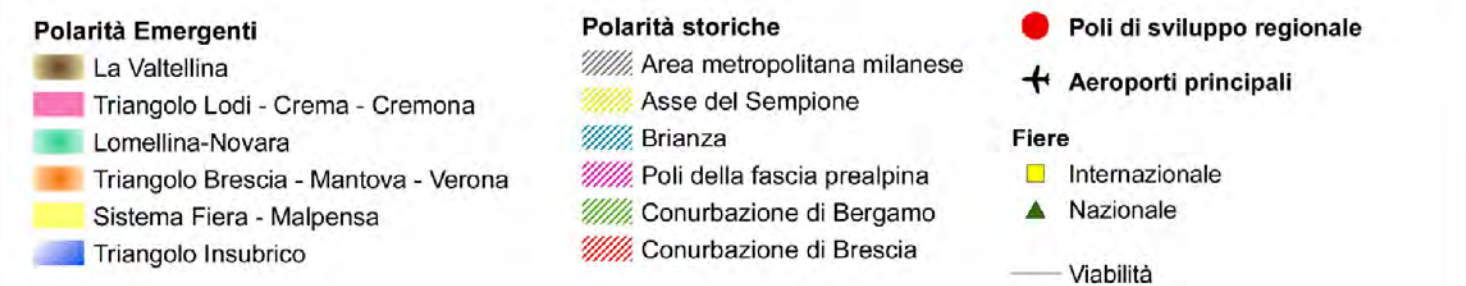 Polarità Emergenti
La Valtellina
Triangolo Lodi - Crema - Cremona
Lomellina-Novara
Triangolo Brescia - Mantova - Verona
Sistema Fiera - Malpensa
Triangolo Insubrico
Polarità storiche
Area metropolitana milanese
Asse del Sempione
Brianza
Poli della fascia prealpina
Conurbazione di Bergamo
Conurbazione di Brescia
Poli di sviluppo regionale
Aeroporti principali
Fiere
Internazionale
Nazionale
Viabilità